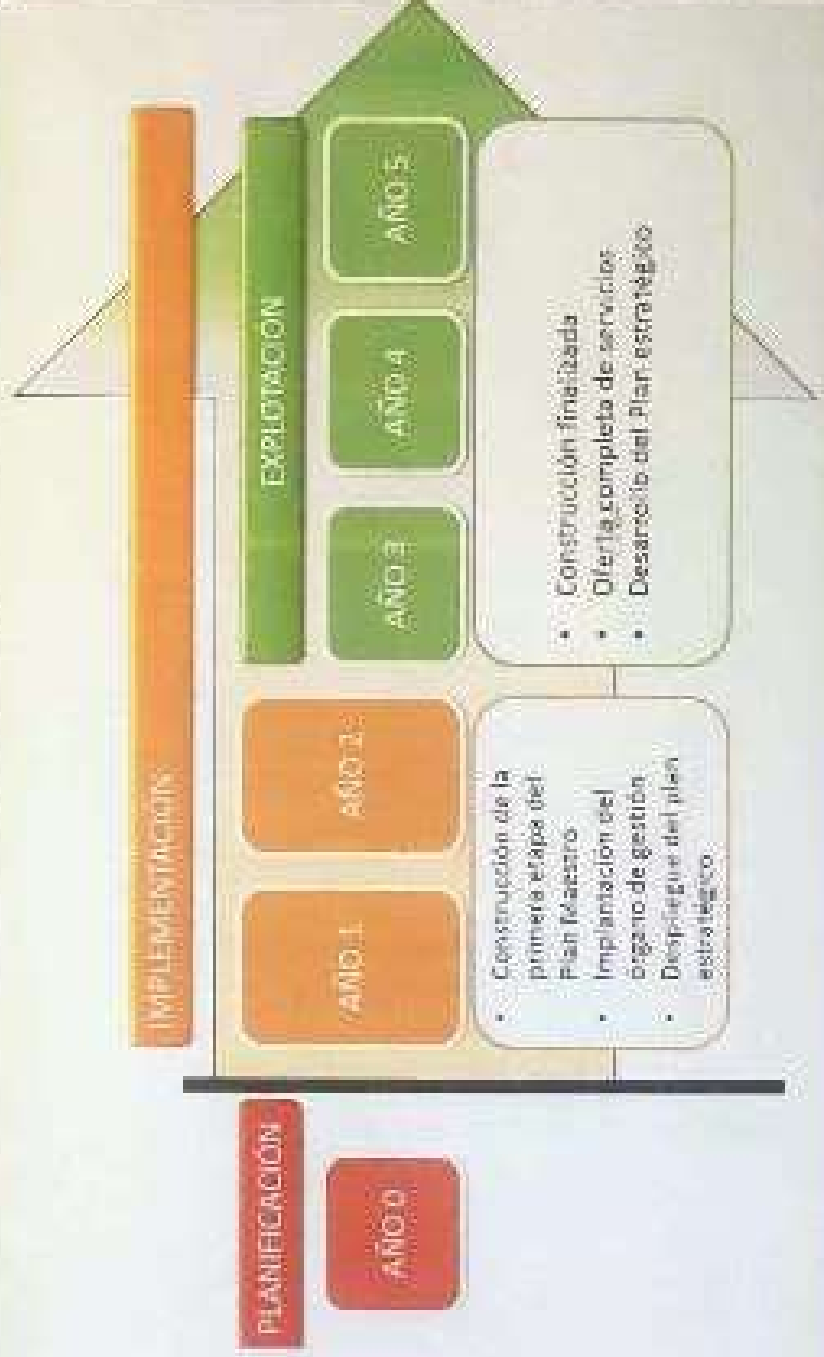 IMPLEMENTACIÓN
PLANIFICACIÓN
EXPLOTACIÓN
AÑO 0
AÑO 1
AÑO 2
AÑO 3
AÑO 4
AÑO 5
• Construcción de la
primera etapa del
Plan Maestro
• Implantación del
órgano de gestión
• Despliegue del plan
estratégico
• Construcción finalizada
• Oferta completa de servicios
• Desarrollo del Plan estratégico